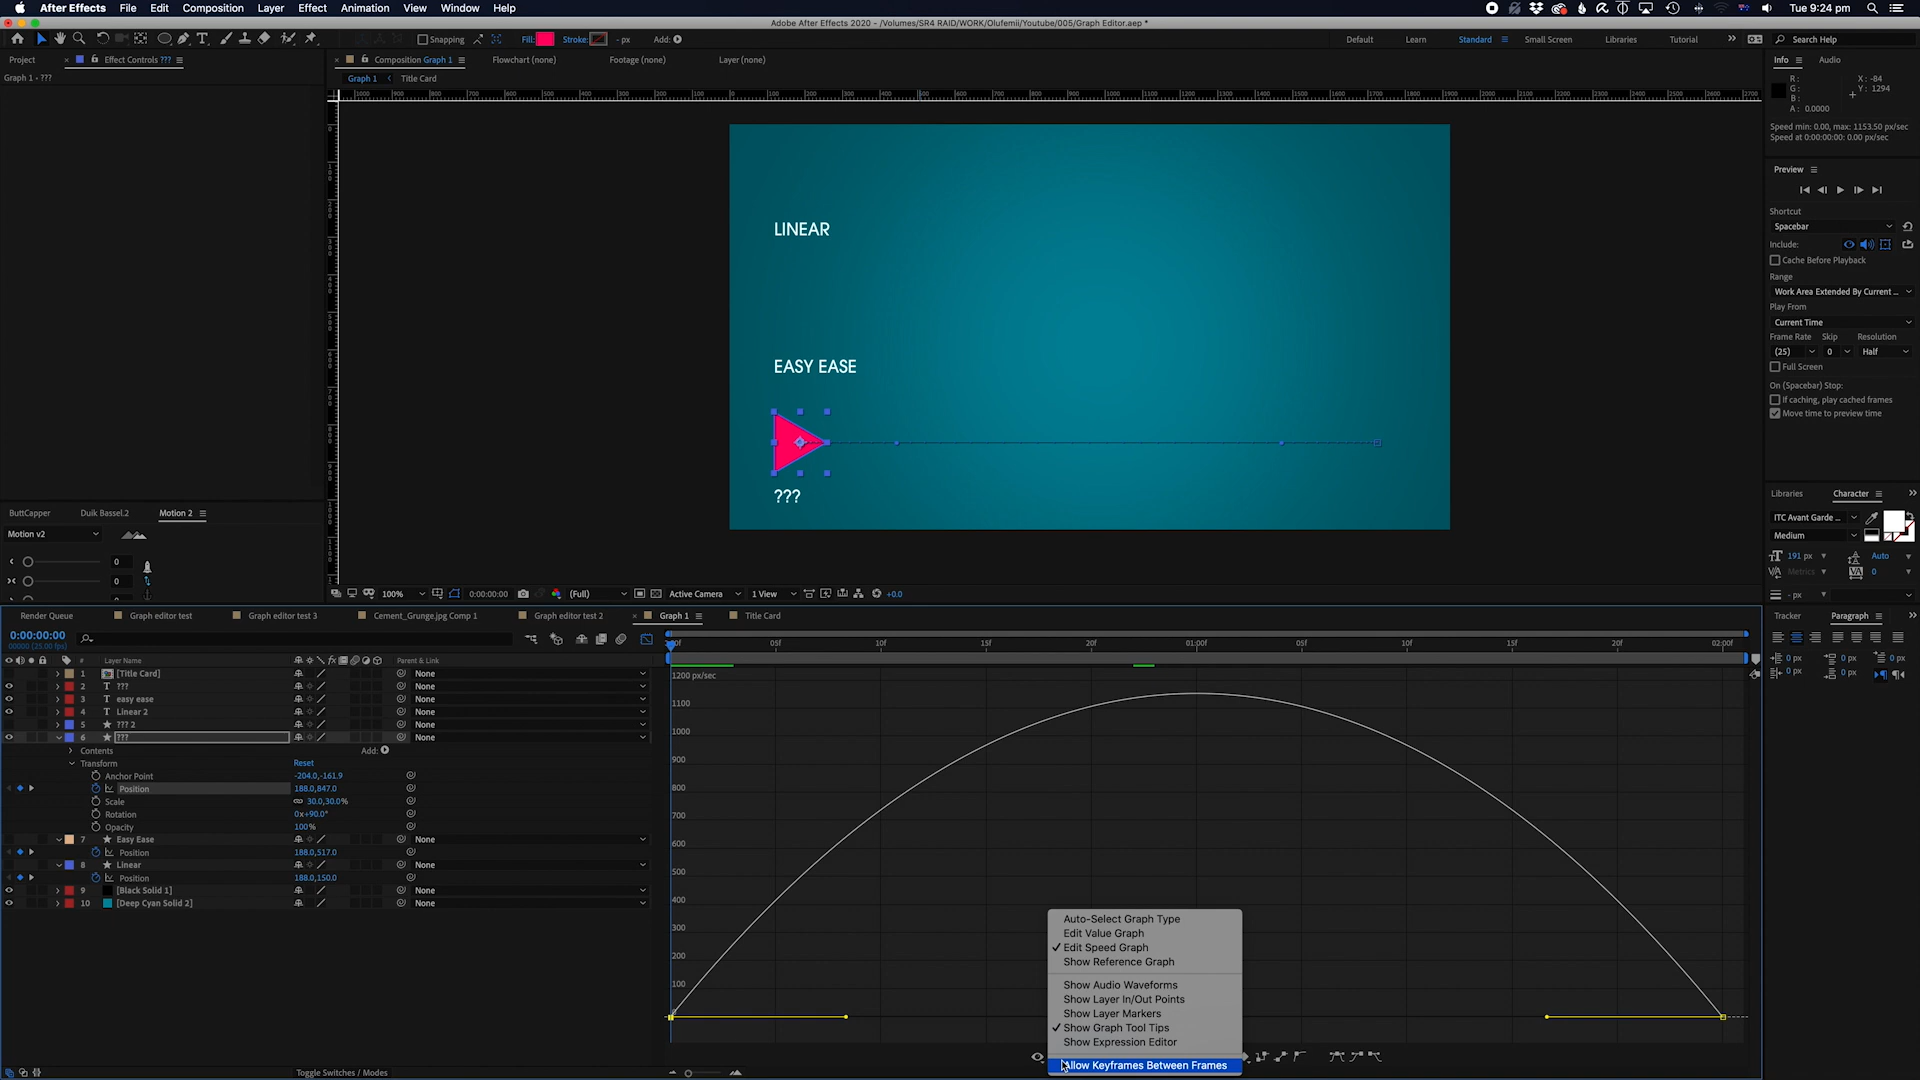 After Effects File Edit Composition Layer Effect Animation View Window Help
Tue 9:24 pm
Adobe After Effects 2020 - /Volumes/SR4 RAID/WORK/Olufemii/Youtube/005/Graph Editor.aep *
Snapping Fill: Stroke: - px Add:
Default Learn Standard Small Screen Libraries Tutorial Search Help
Project Effect Controls ???
Graph 1 • ???
Composition Graph 1 Flowchart (none) Footage (none) Layer (none)
Graph 1 Title Card
LINEAR
EASY EASE
???
100% 0:00:00:00 (Full) Active Camera 1 View +0.0
Info Audio
R: X: -84
G: Y: 1294
B:
A: 0.0000
Speed min: 0.00, max: 1153.50 px/sec
Speed at 0:00:00:00: 0.00 px/sec
Preview
Shortcut
Spacebar
Include:
Cache Before Playback
Range
Work Area Extended By Current ...
Play From
Current Time
Frame Rate Skip Resolution
(25) 0 Half
Full Screen
On (Spacebar) Stop:
If caching, play cached frames
Move time to preview time
Libraries Character
ITC Avant Garde ...
Medium
191 px Auto
Metrics 0
- px
Tracker Paragraph
0 px 0 px 0 px
0 px 0 px
ButtCapper Duik Bassel.2 Motion 2
Motion v2
0
0
Render Queue Graph editor test Graph editor test 3 Cement_Grunge.jpg Comp 1 Graph editor test 2 Graph 1 Title Card
0:00:00:00
00000 (25.00 fps)
# Layer Name Parent & Link
1 [Title Card] None
2 T ??? None
3 T easy ease None
4 T Linear 2 None
5 ??? 2 None
6 ??? None
Contents Add:
Transform Reset
Anchor Point -204.0,-161.9
Position 188.0,847.0
Scale 30.0,30.0%
Rotation 0x+90.0°
Opacity 100%
7 Easy Ease None
Position 188.0,517.0
8 Linear None
Position 188.0,150.0
9 [Black Solid 1] None
10 [Deep Cyan Solid 2] None
Toggle Switches / Modes
05f 10f 15f 20f 01:00f 05f 10f 15f 20f 02:00f
1200 px/sec
1100
1000
900
800
700
600
500
400
300
200
100
Auto-Select Graph Type
Edit Value Graph
Edit Speed Graph
Show Reference Graph
Show Audio Waveforms
Show Layer In/Out Points
Show Layer Markers
Show Graph Tool Tips
Show Expression Editor
Allow Keyframes Between Frames